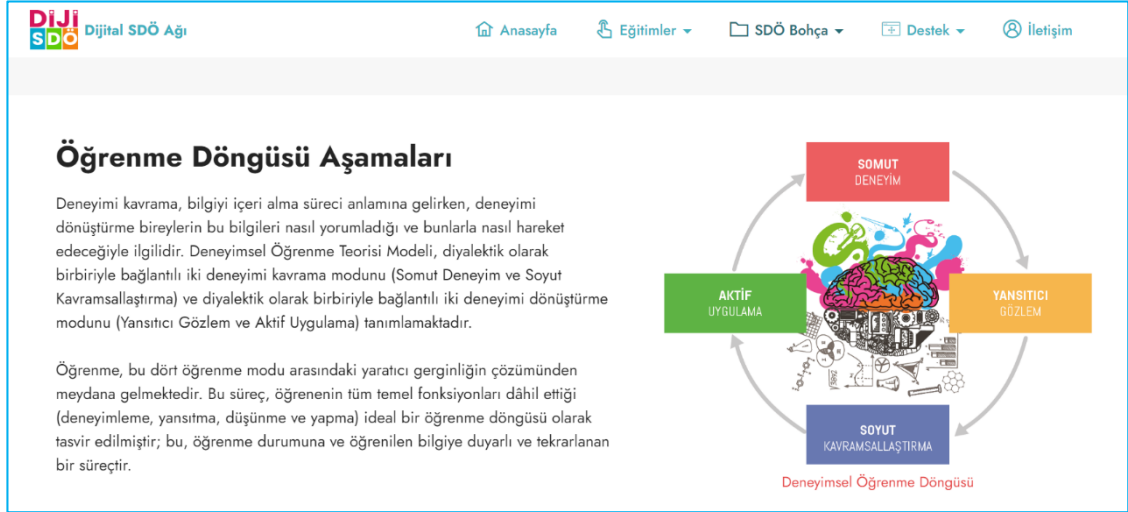 DİJİ
SDÖ
Dijital SDÖ Ağı
Anasayfa
Eğitimler
SDÖ Bohça
Destek
İletişim
Öğrenme Döngüsü Aşamaları
Deneyimi kavrama, bilgiyi içeri alma süreci anlamına gelirken, deneyimi
dönüştürme bireylerin bu bilgileri nasıl yorumladığı ve bunlarla nasıl hareket
edeceğiyle ilgilidir. Deneyimsel Öğrenme Teorisi Modeli, diyalektik olarak
birbiriyle bağlantılı iki deneyimi kavrama modunu (Somut Deneyim ve Soyut
Kavramsallaştırma) ve diyalektik olarak birbiriyle bağlantılı iki deneyimi dönüştürme
modunu (Yansıtıcı Gözlem ve Aktif Uygulama) tanımlamaktadır.
Öğrenme, bu dört öğrenme modu arasındaki yaratıcı gerginliğin çözümünden
meydana gelmektedir. Bu süreç, öğrenenin tüm temel fonksiyonları dâhil ettiği
(deneyimleme, yansıtma, düşünme ve yapma) ideal bir öğrenme döngüsü olarak
tasvir edilmiştir; bu, öğrenme durumuna ve öğrenilen bilgiye duyarlı ve tekrarlanan
bir süreçtir.
SOMUT
DENEYİM
AKTİF
UYGULAMA
YANSITICI
GÖZLEM
SOYUT
KAVRAMSALLAŞTIRMA
Deneyimsel Öğrenme Döngüsü